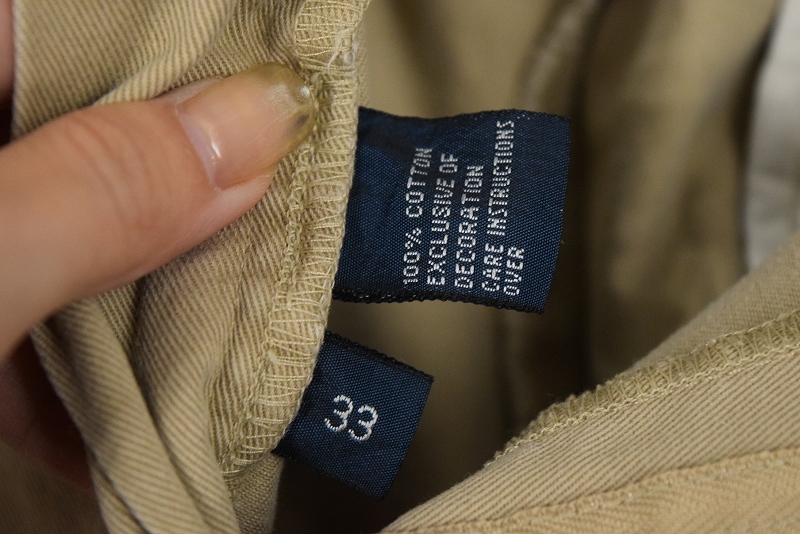 100% COTTON
EXCLUSIVE OF
DECORATION
CARE INSTRUCTIONS
OVER
33